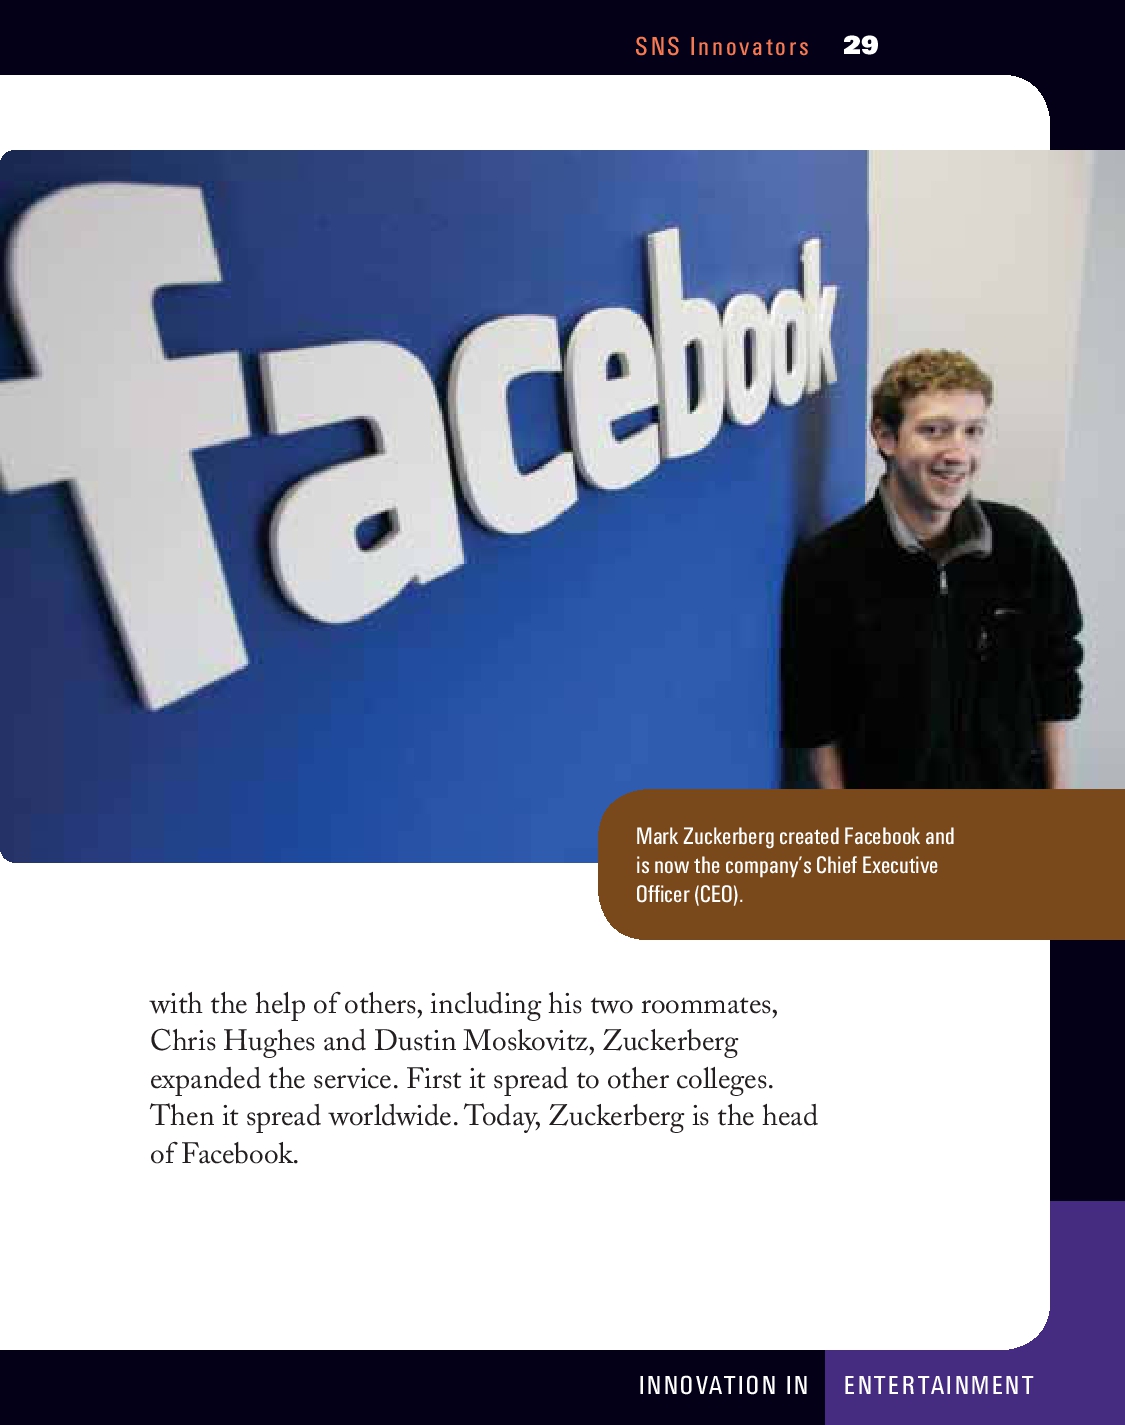 SNS Innovators 29
facebook
Mark Zuckerberg created Facebook and
is now the company's Chief Executive
Officer (CEO).
with the help of others, including his two roommates,
Chris Hughes and Dustin Moskovitz, Zuckerberg
expanded the service. First it spread to other colleges.
Then it spread worldwide. Today, Zuckerberg is the head
of Facebook.
INNOVATION IN ENTERTAINMENT